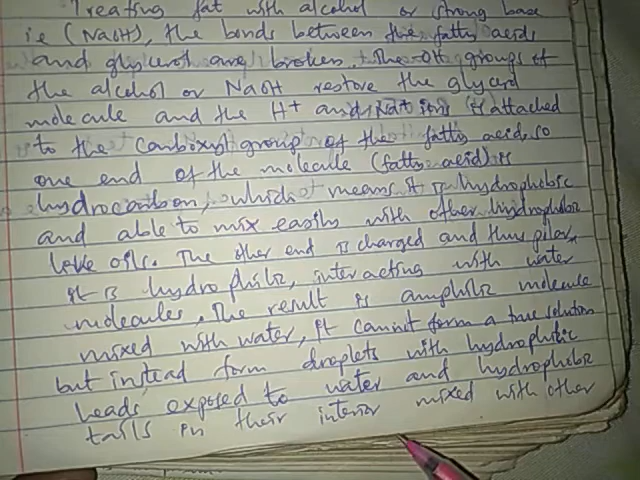 Treating fat with alcohol or strong base
ie (NaOH), the bonds between the fatty acids
and glycerol are broken. The OH groups of
the alcohol or NaOH restore the glycerol
molecule and the H+ and Na+ ions is attached
to the carboxyl group of the fatty acids so
one end of the molecule (fatty acid) is
hydrocarbon, which means it is hydrophobic
and able to mix easily with other hydrophobic
like oils. The other end is charged and thus polar,
it is hydrophilic, interacting with water
molecules. The result is amphilic molecule
mixed with water, it cannot form a true solution
but instead form droplets with hydrophilic
heads exposed to water and hydrophobic
tails in their interior mixed with other